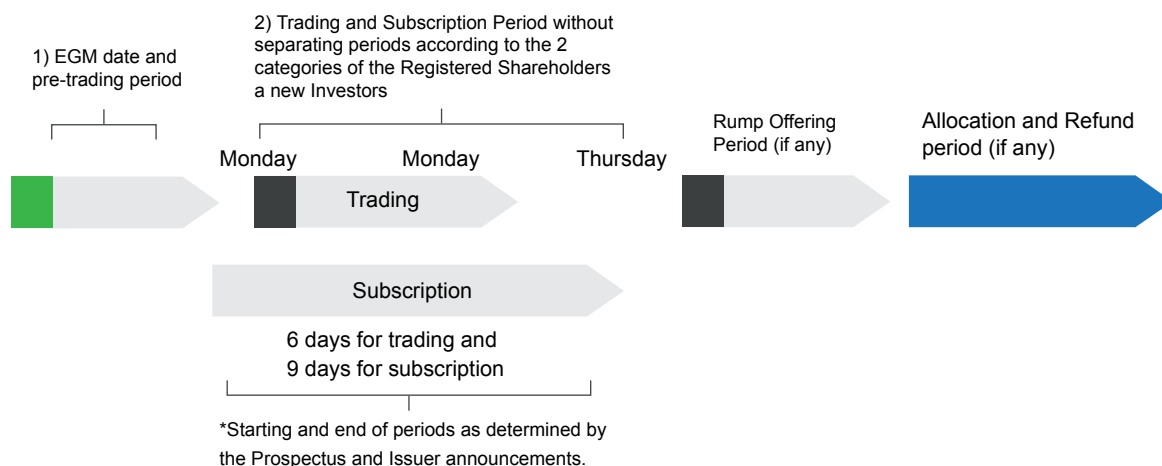 1) EGM date and
pre-trading period
2) Trading and Subscription Period without
separating periods according to the 2
categories of the Registered Shareholders
a new Investors
Rump Offering
Period (if any)
Allocation and Refund
period (if any)
Monday
Monday
Thursday
Trading
Subscription
6 days for trading and
9 days for subscription
*Starting and end of periods as determined by
the Prospectus and Issuer announcements.